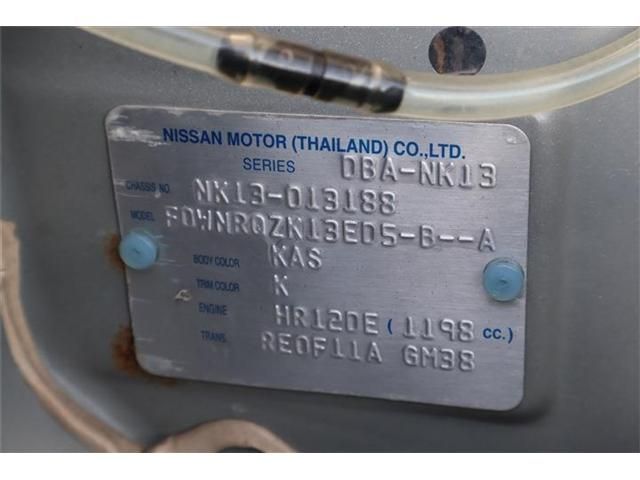 NISSAN MOTOR (THAILAND) CO.,LTD.
SERIES DBA-NK13
CHASSIS NO NK13-013188
MODEL FDWNRQZK13ED5-B--A
BODY COLOR KAS
TRIM COLOR K
ENGINE HR12DE ( 1198 cc.)
TRANS. RE0F11A GM38